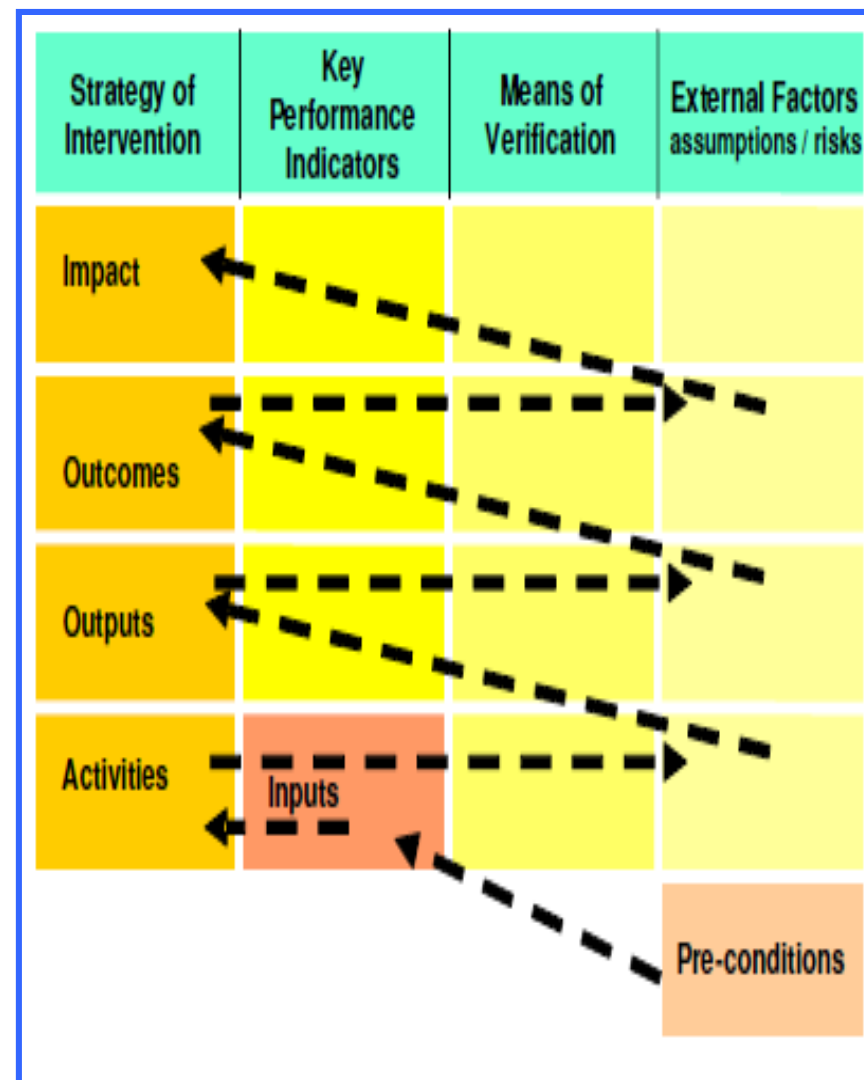 Strategy of
Intervention
Key
Performance
Indicators
Means of
Verification
External Factors
assumptions / risks
Impact
Outcomes
Outputs
Activities
Inputs
Pre-conditions